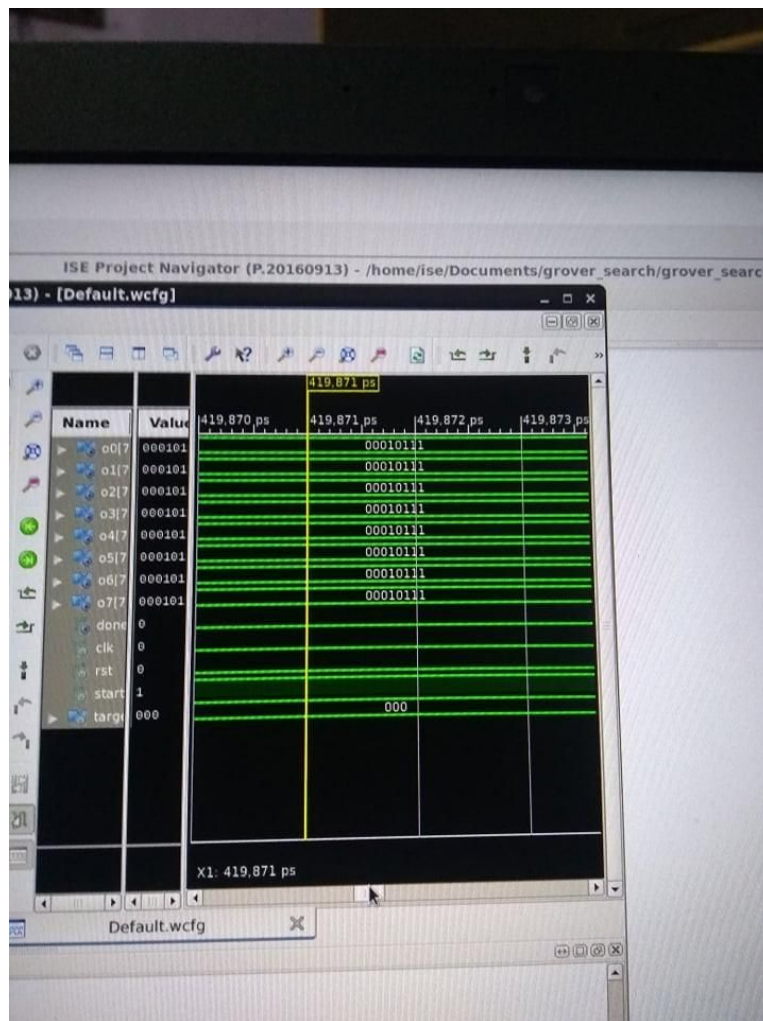 ISE Project Navigator (P.20160913) - /home/ise/Documents/grover_search/grover_searc
13) - [Default.wcfg]
419,871 ps
Name Value 419,870 ps 419,871 ps 419,872 ps 419,873 ps
o0[7 000101 00010111
o1[7 000101 00010111
o2[7 000101 00010111
o3[7 000101 00010111
o4[7 000101 00010111
o5[7 000101 00010111
o6[7 000101 00010111
o7[7 000101 00010111
done 0
clk 0
rst 0
start 1
targe 000 000
X1: 419,871 ps
Default.wcfg